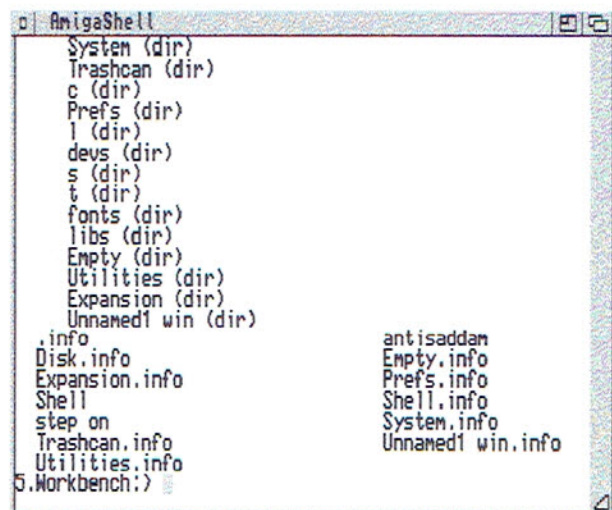 AmigaShell
System (dir)
Trashcan (dir)
c (dir)
Prefs (dir)
l (dir)
devs (dir)
s (dir)
t (dir)
fonts (dir)
libs (dir)
Empty (dir)
Utilities (dir)
Expansion (dir)
Unnamed1 win (dir)
.info antisaddam
Disk.info Empty.info
Expansion.info Prefs.info
Shell Shell.info
step on System.info
Trashcan.info Unnamed1 win.info
Utilities.info
5.Workbench:>